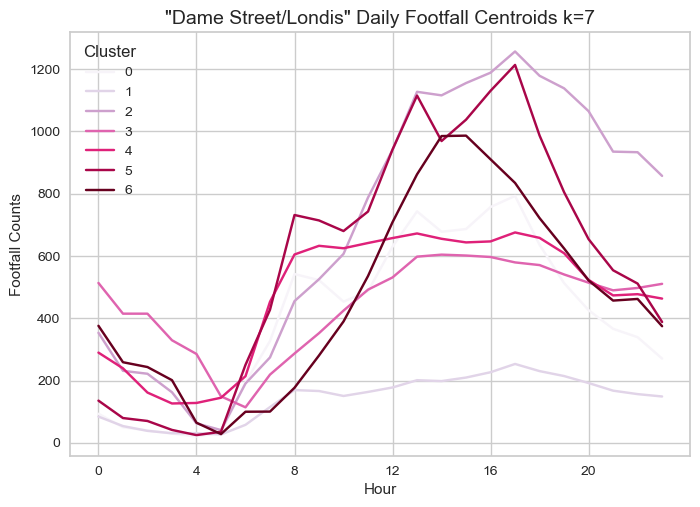 "Dame Street/Londis" Daily Footfall Centroids k=7
Cluster
0
1
2
3
4
5
6
Footfall Counts
1200
1000
800
600
400
200
0
0 4 8 12 16 20
Hour